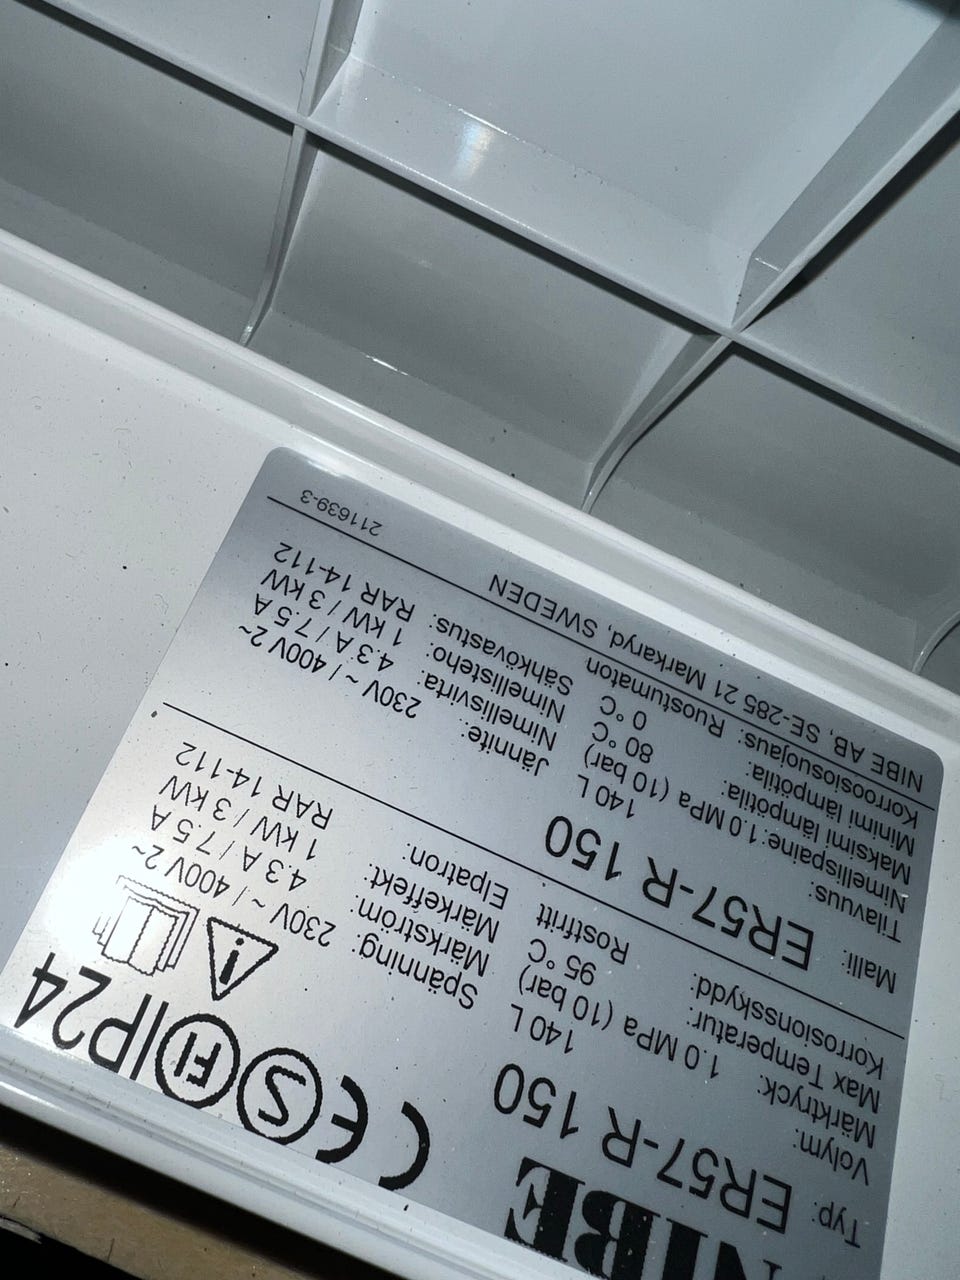 NIBE
CE S FI IP24
Typ: ER57-R 150
Volym: 140 L
Märktryck: 1.0 MPa (10 bar)
Max Temperatur: 95 °C
Korrosionsskydd: Rostfritt
Spänning: 230V ~ / 400V 2~
Märkström: 4.3 A / 7.5 A
Märkeffekt: 1 kW / 3 kW
Elpatron: RAR 14-112
Malli: ER57-R 150
Tilavuus: 140 L
Nimellispaine: 1.0 MPa (10 bar)
Maksimi lämpötila: 80 °C
Minimi lämpötila: 0 °C
Korroosiosuojaus: Ruostumaton
Jännite: 230V ~ / 400V 2~
Nimellisvirta: 4.3 A / 7.5 A
Nimellisteho: 1 kW / 3 kW
Sähkövastus: RAR 14-112
NIBE AB, SE-285 21 Markaryd, SWEDEN
211639-3